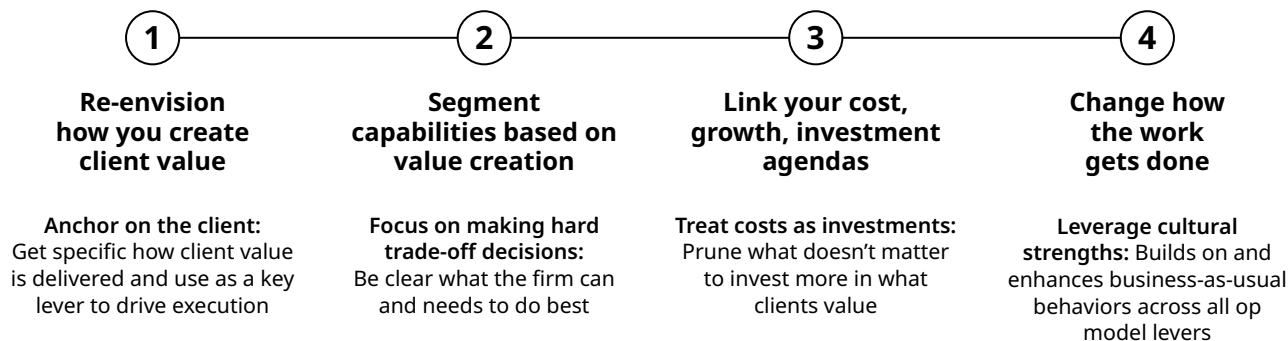 1
2
3
4
Re-envision
how you create
client value
Segment
capabilities based on
value creation
Link your cost,
growth, investment
agendas
Change how
the work
gets done
Anchor on the client:
Get specific how client value
is delivered and use as a key
lever to drive execution
Focus on making hard
trade-off decisions:
Be clear what the firm can
and needs to do best
Treat costs as investments:
Prune what doesn’t matter
to invest more in what
clients value
Leverage cultural
strengths: Builds on and
enhances business-as-usual
behaviors across all op
model levers